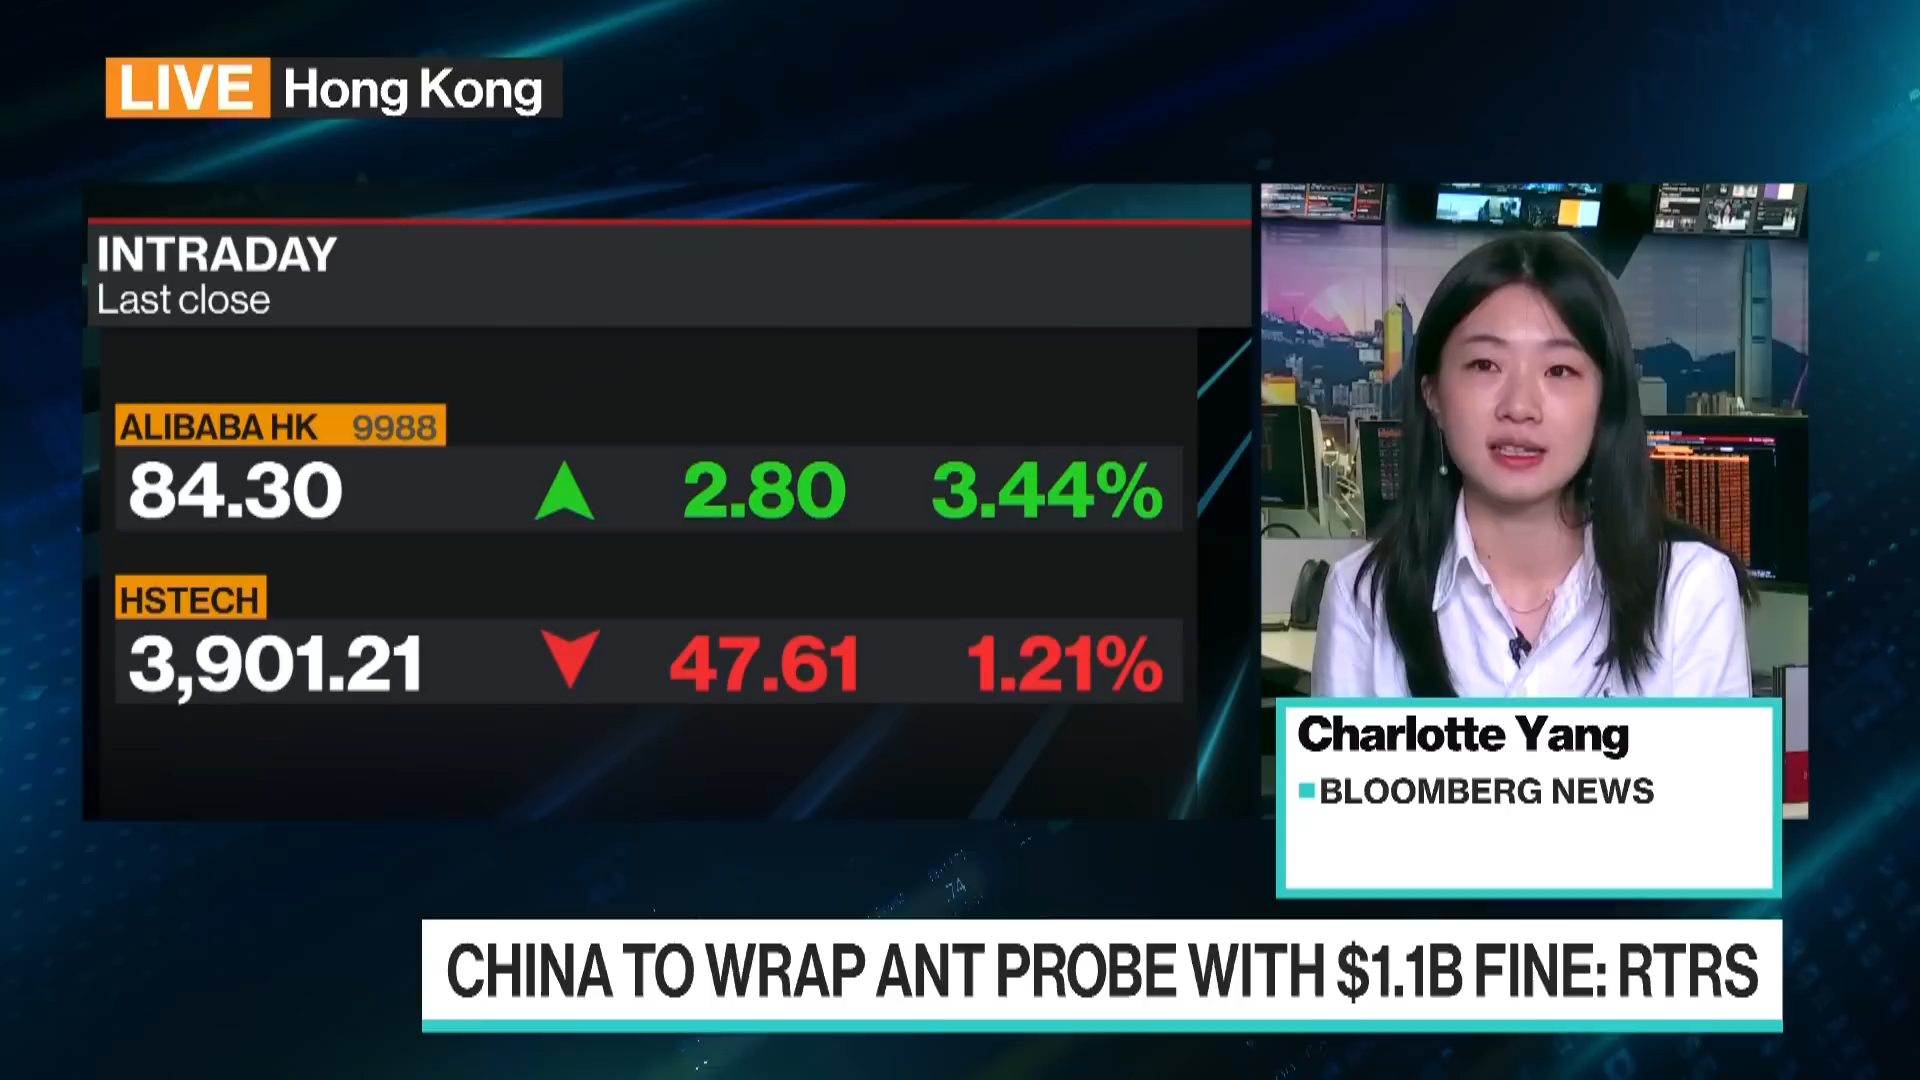 LIVE Hong Kong
INTRADAY
Last close
ALIBABA HK 9988
84.30 2.80 3.44%
HSTECH
3,901.21 47.61 1.21%
Charlotte Yang
BLOOMBERG NEWS
74
CHINA TO WRAP ANT PROBE WITH $1.1B FINE: RTRS